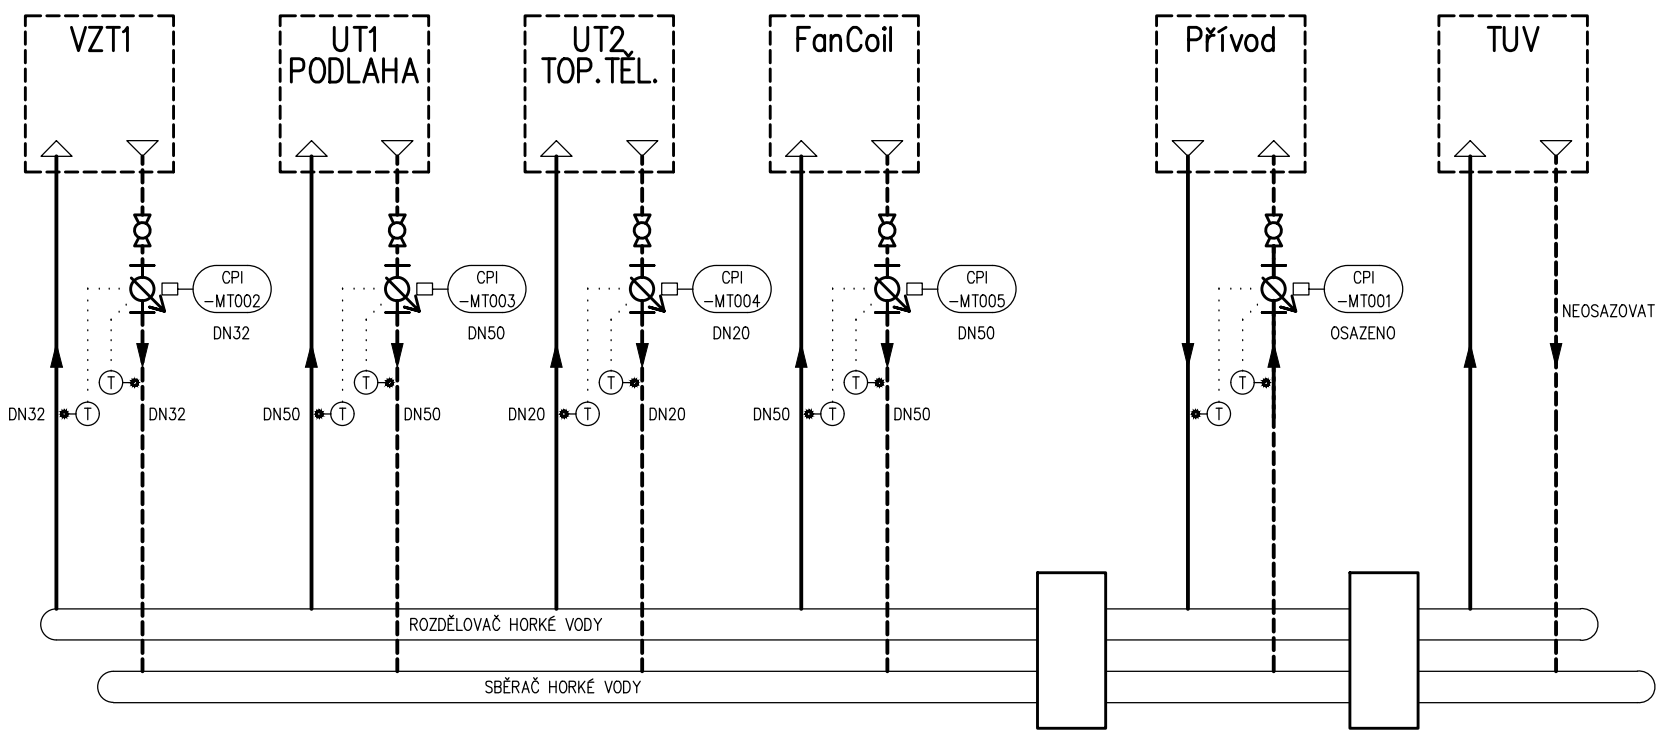 VZT1
UT1
PODLAHA
UT2
TOP.TĚL.
FanCoil
Přívod
TUV
CPI
-MT002
DN32
CPI
-MT003
DN50
CPI
-MT004
DN20
CPI
-MT005
DN50
CPI
-MT001
OSAZENO
NEOSAZOVAT
T
T
T
T
T
DN32
T
DN32
DN50
T
DN50
DN20
T
DN20
DN50
T
DN50
T
ROZDĚLOVAČ HORKÉ VODY
SBĚRAČ HORKÉ VODY